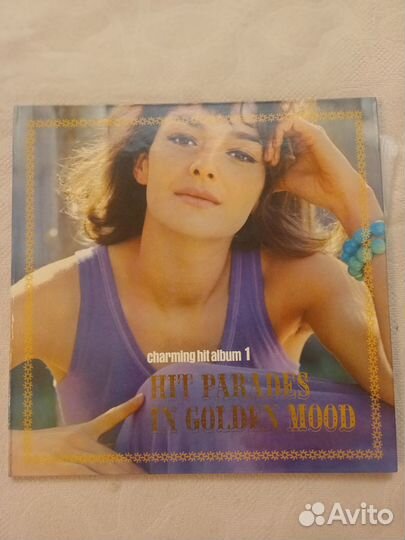 charming hit album 1
HIT PARADES
IN GOLDEN MOOD
Avito